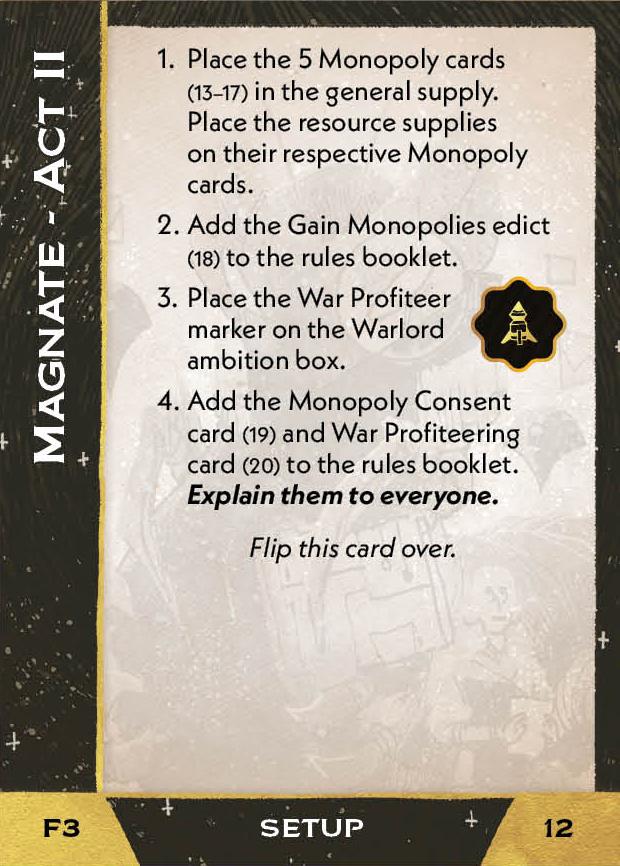 MAGNATE - ACT II
1. Place the 5 Monopoly cards
(13–17) in the general supply.
Place the resource supplies
on their respective Monopoly
cards.
2. Add the Gain Monopolies edict
(18) to the rules booklet.
3. Place the War Profiteer
marker on the Warlord
ambition box.
4. Add the Monopoly Consent
card (19) and War Profiteering
card (20) to the rules booklet.
Explain them to everyone.
Flip this card over.
F3
SETUP
12